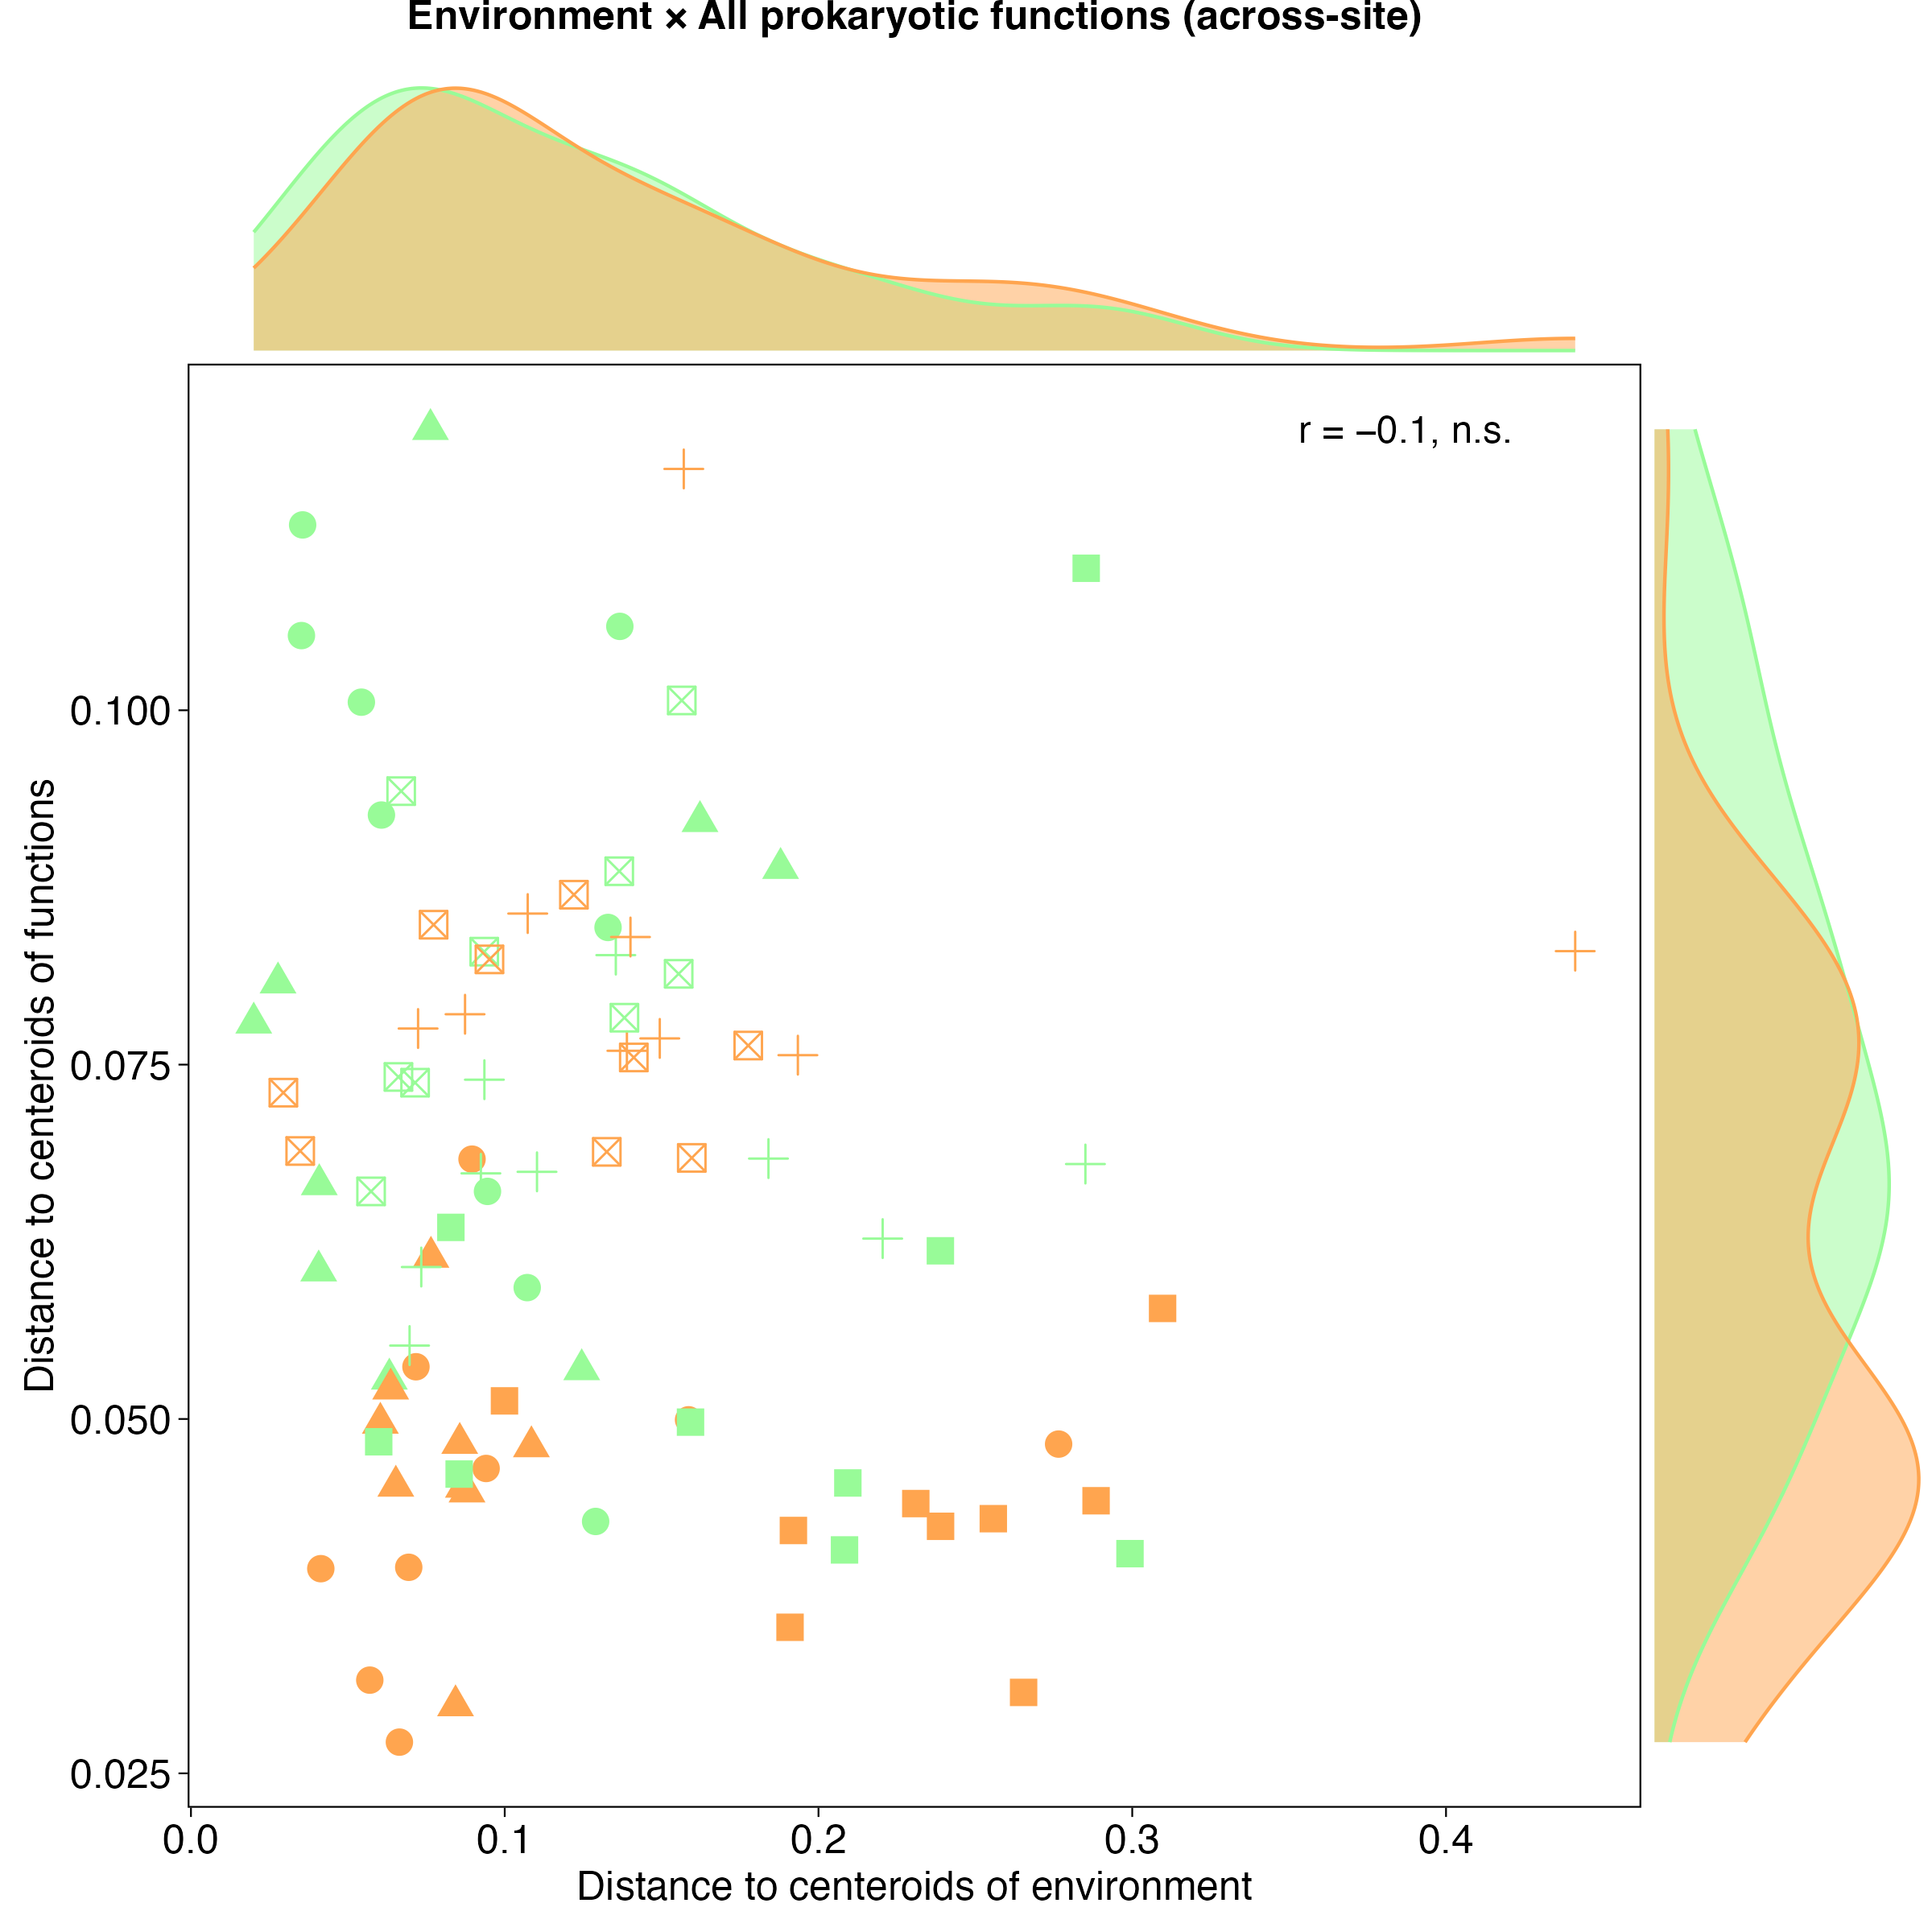 Environment × All prokaryotic functions (across-site)
r = −0.1, n.s.
Distance to centeroids of functions
0.100
0.075
0.050
0.025
0.0 0.1 0.2 0.3 0.4
Distance to centeroids of environment